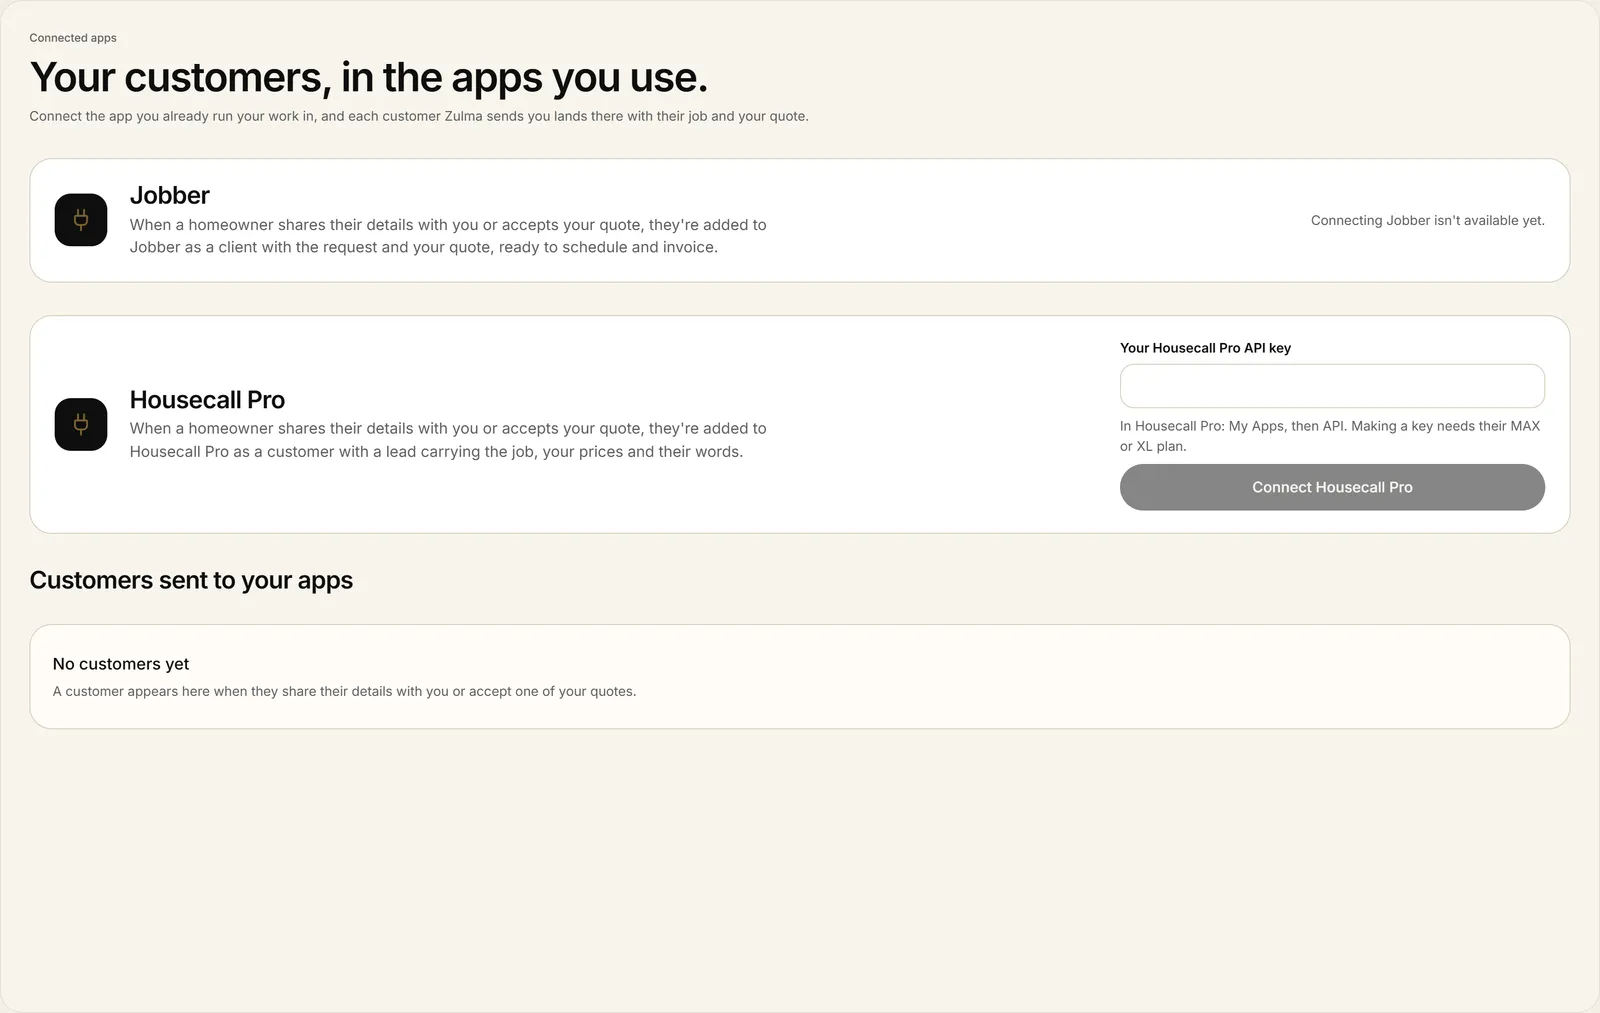 Connected apps
Your customers, in the apps you use.
Connect the app you already run your work in, and each customer Zulma sends you lands there with their job and your quote.
Jobber
When a homeowner shares their details with you or accepts your quote, they're added to
Jobber as a client with the request and your quote, ready to schedule and invoice.
Connecting Jobber isn't available yet.
Housecall Pro
When a homeowner shares their details with you or accepts your quote, they're added to
Housecall Pro as a customer with a lead carrying the job, your prices and their words.
Your Housecall Pro API key
In Housecall Pro: My Apps, then API. Making a key needs their MAX
or XL plan.
Connect Housecall Pro
Customers sent to your apps
No customers yet
A customer appears here when they share their details with you or accept one of your quotes.